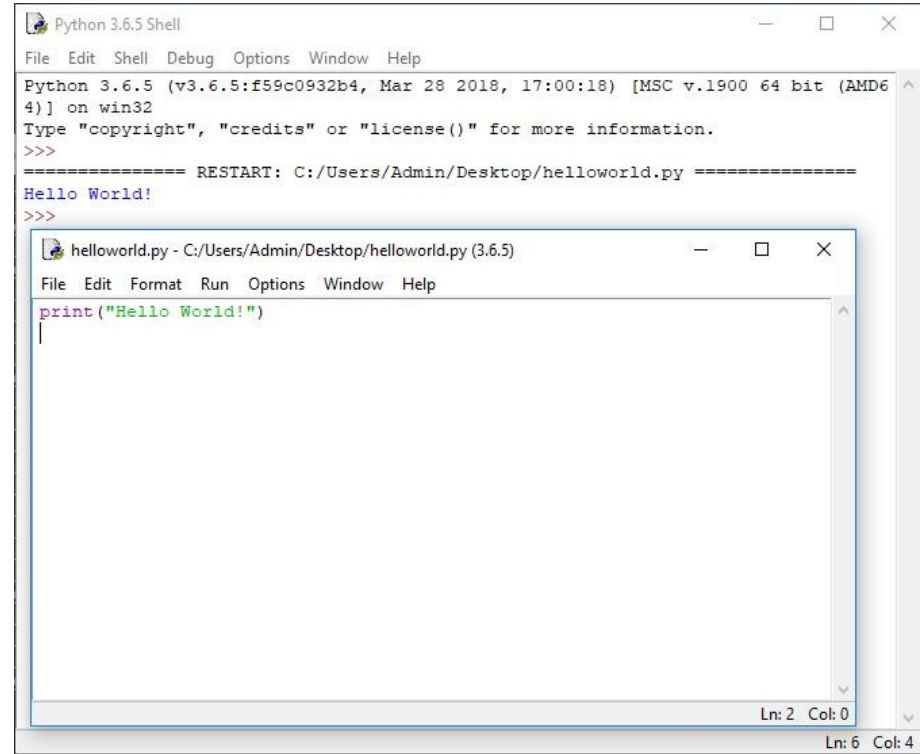 Python 3.6.5 Shell
File Edit Shell Debug Options Window Help
Python 3.6.5 (v3.6.5:f59c0932b4, Mar 28 2018, 17:00:18) [MSC v.1900 64 bit (AMD6
4)] on win32
Type "copyright", "credits" or "license()" for more information.
>>>
=============== RESTART: C:/Users/Admin/Desktop/helloworld.py ===============
Hello World!
>>>
helloworld.py - C:/Users/Admin/Desktop/helloworld.py (3.6.5)
File Edit Format Run Options Window Help
print("Hello World!")
Ln: 2 Col: 0
Ln: 6 Col: 4